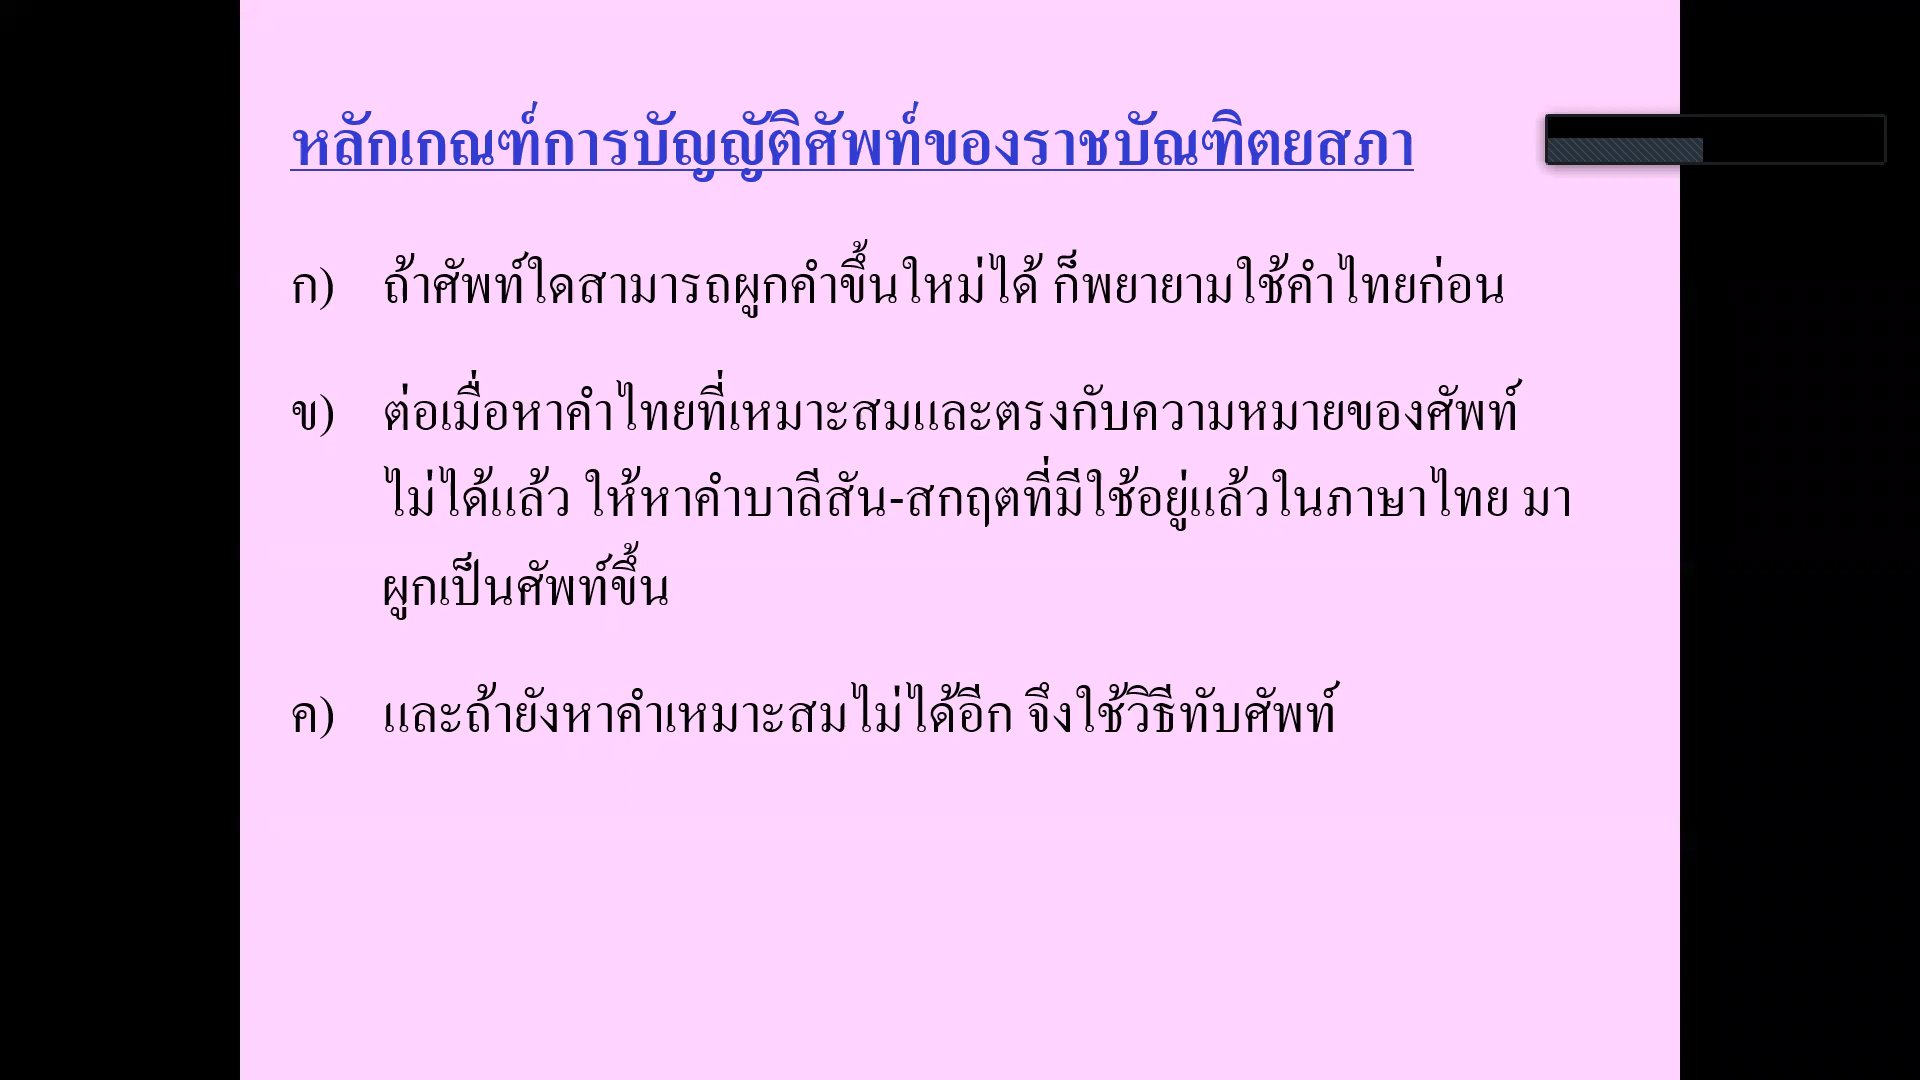 หลักเกณฑ์การบัญญัติศัพท์ของราชบัณฑิตยสภา
ก) ถ้าศัพท์ใดสามารถผูกคำขึ้นใหม่ได้ ก็พยายามใช้คำไทยก่อน
ข) ต่อเมื่อหาคำไทยที่เหมาะสมและตรงกับความหมายของศัพท์
ไม่ได้แล้ว ให้หาคำบาลีสัน-สกฤตที่มีใช้อยู่แล้วในภาษาไทย มา
ผูกเป็นศัพท์ขึ้น
ค) และถ้ายังหาคำเหมาะสมไม่ได้อีก จึงใช้วิธีทับศัพท์